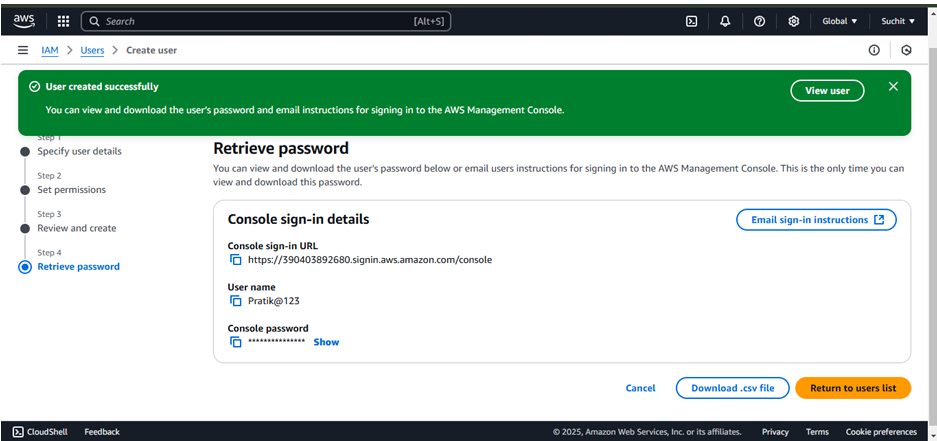 aws
Search
[Alt+S]
Global
Suchit
IAM > Users > Create user
User created successfully
You can view and download the user's password and email instructions for signing in to the AWS Management Console.
View user
Step 1
Specify user details
Step 2
Set permissions
Step 3
Review and create
Step 4
Retrieve password
Retrieve password
You can view and download the user's password below or email users instructions for signing in to the AWS Management Console. This is the only time you can
view and download this password.
Console sign-in details
Email sign-in instructions
Console sign-in URL
https://390403892680.signin.aws.amazon.com/console
User name
Pratik@123
Console password
*************** Show
Cancel
Download .csv file
Return to users list
CloudShell
Feedback
© 2025, Amazon Web Services, Inc. or its affiliates.
Privacy
Terms
Cookie preferences